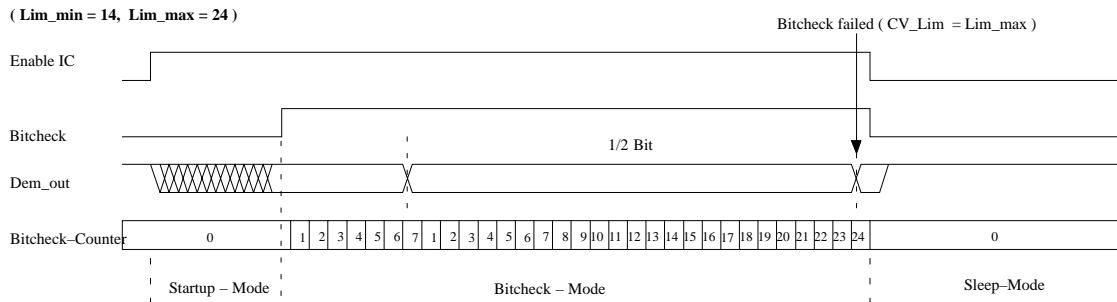 ( Lim_min = 14, Lim_max = 24 )
Bitcheck failed ( CV_Lim = Lim_max )
Enable IC
Bitcheck
1/2 Bit
Dem_out
Bitcheck–Counter 0 1 2 3 4 5 6 7 1 2 3 4 5 6 7 8 9 10 11 12 13 14 15 16 17 18 19 20 21 22 23 24 0
Startup – Mode Bitcheck – Mode Sleep–Mode